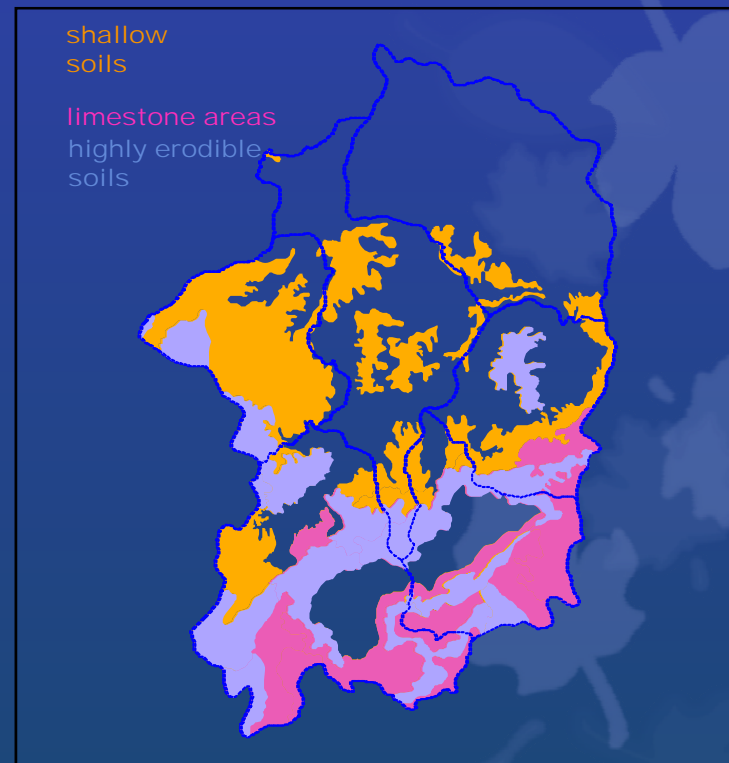 shallow
soils
limestone areas
highly erodible
soils